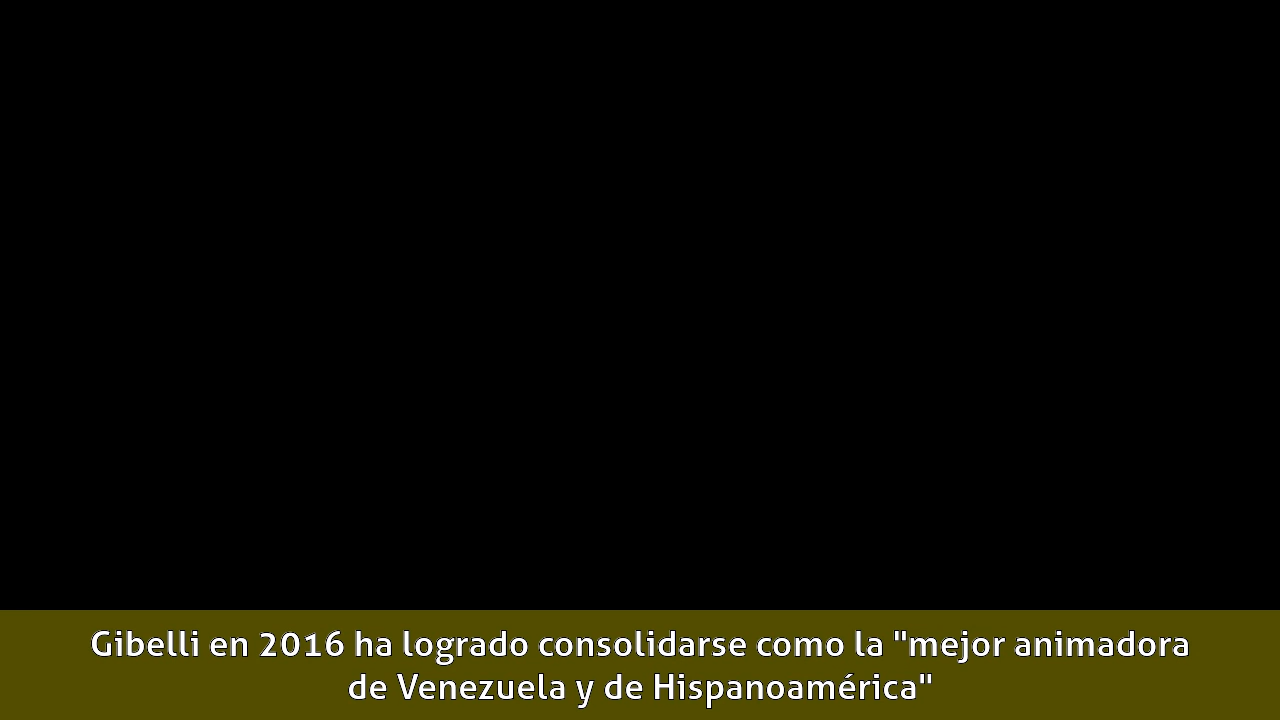 Gibelli en 2016 ha logrado consolidarse como la "mejor animadora
de Venezuela y de Hispanoamérica"